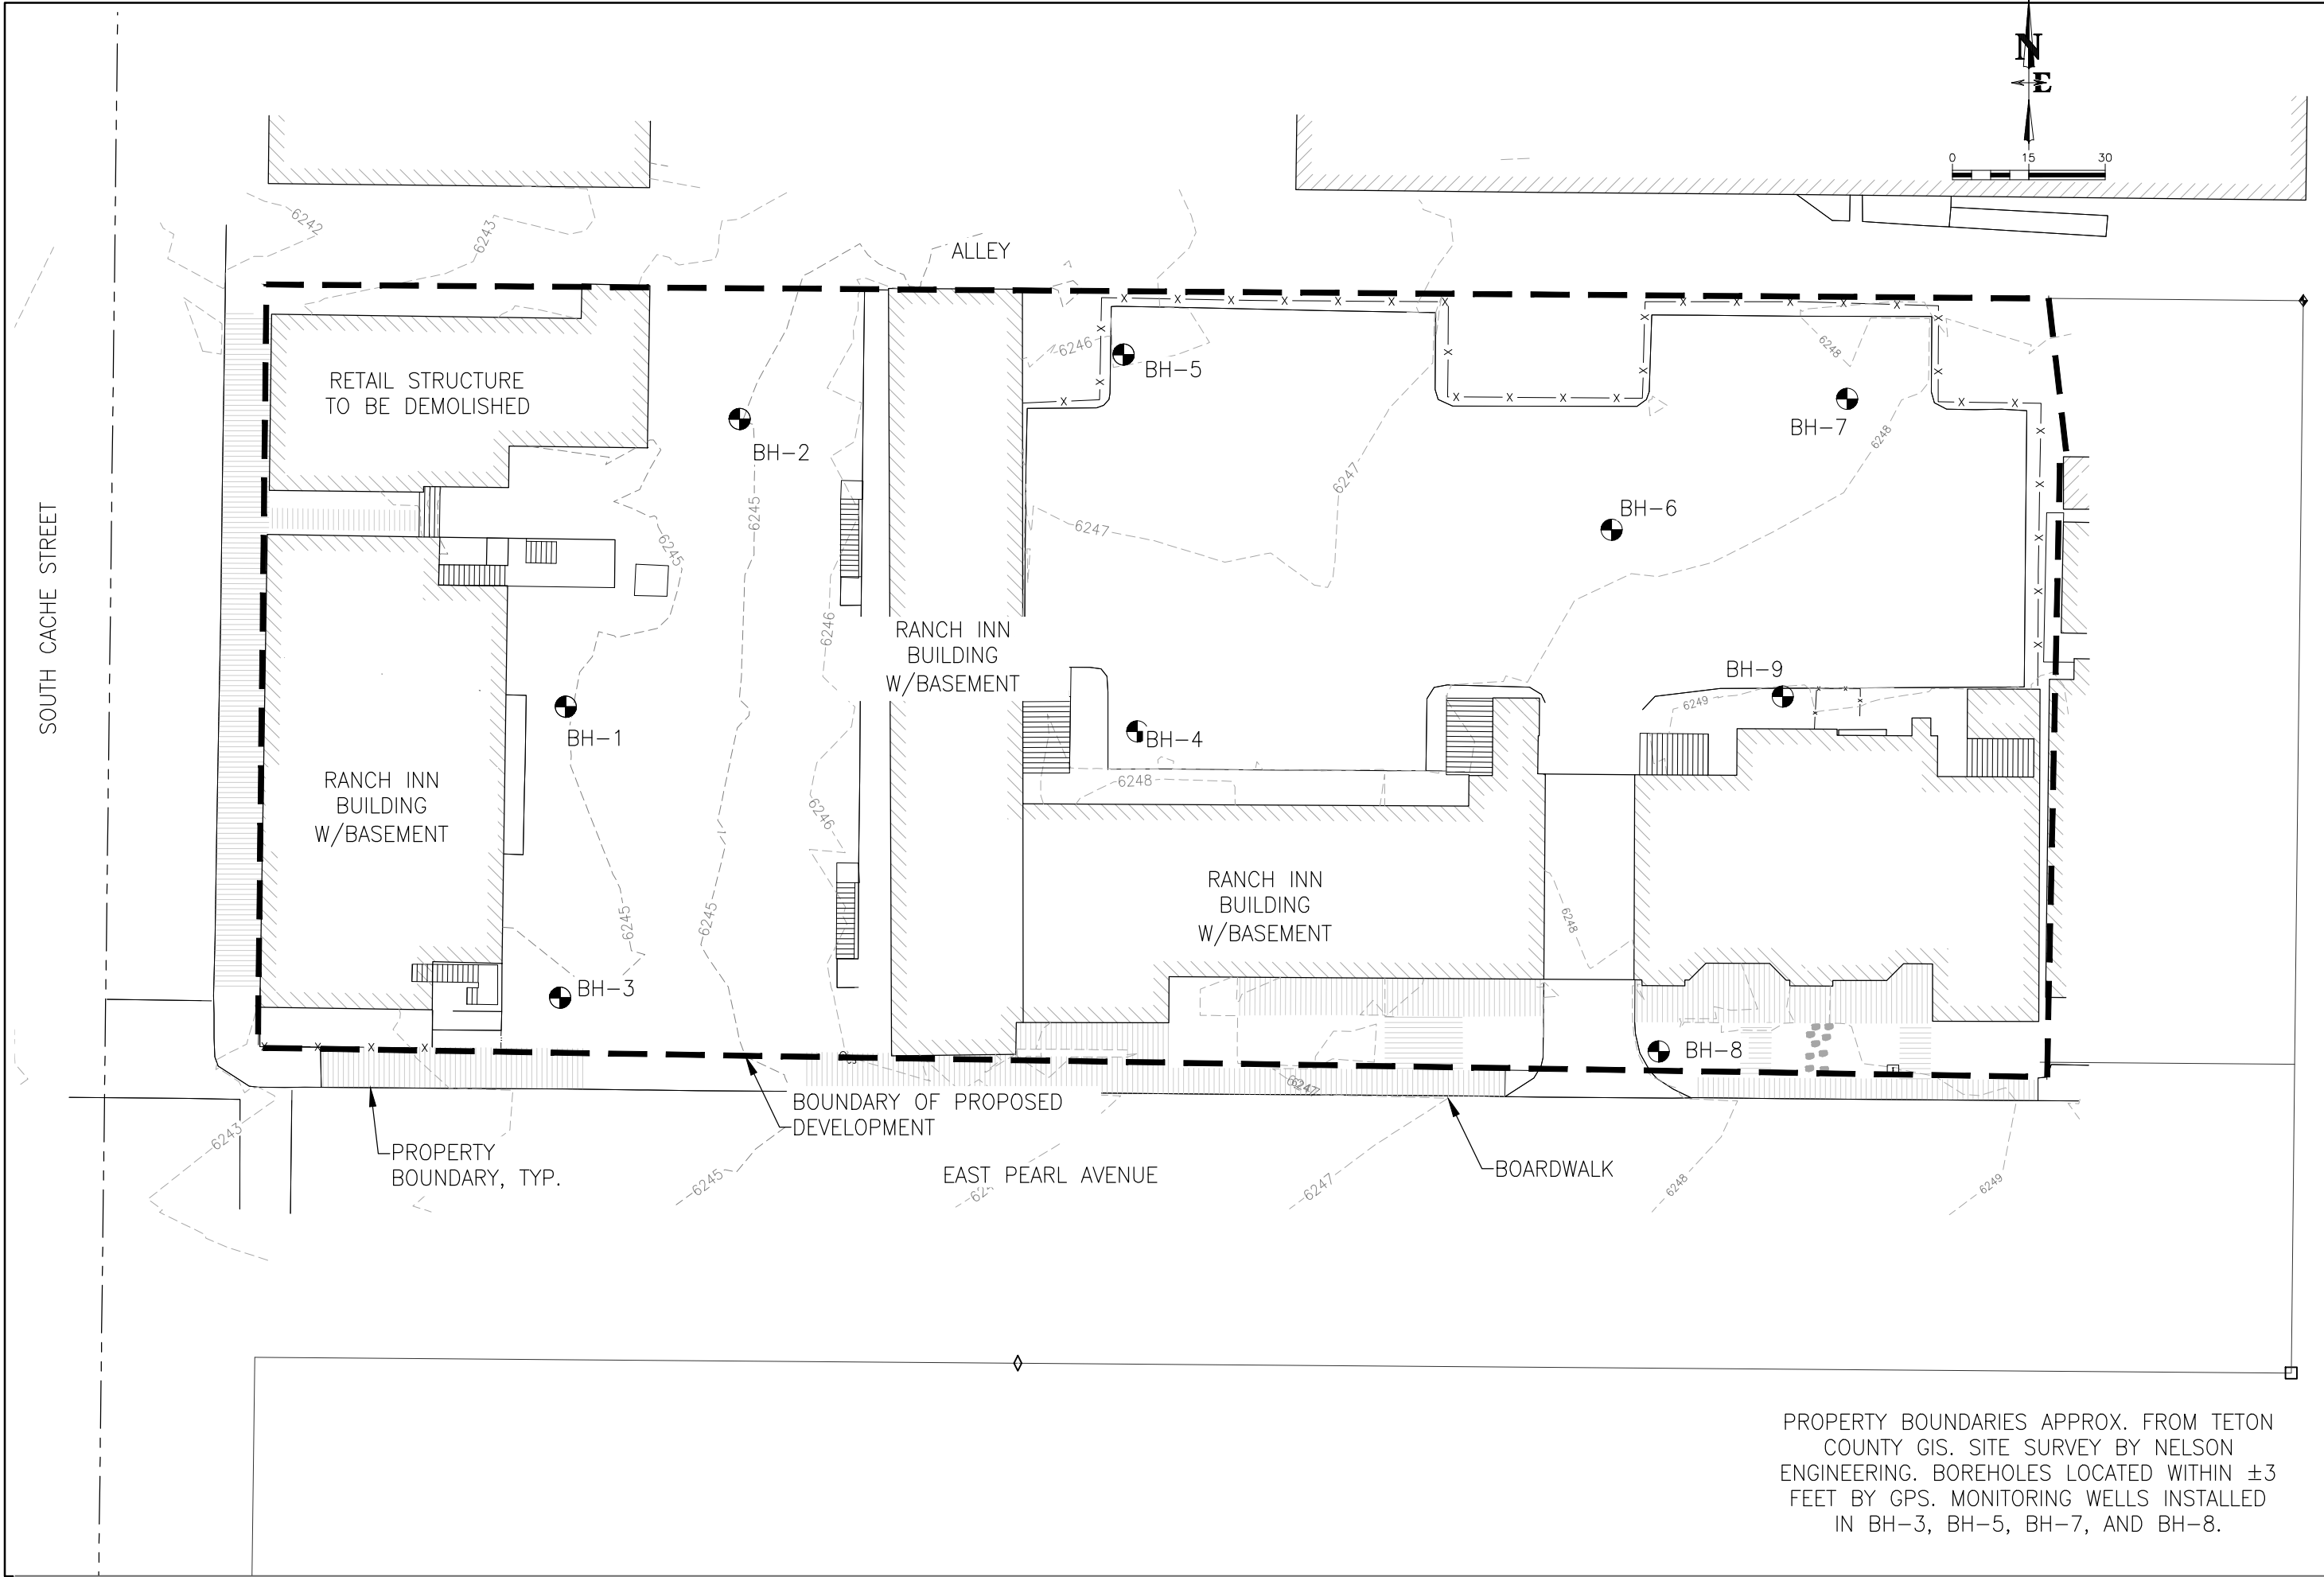 N
E
0 15 30
6242
6243
ALLEY
6246
BH-5
6248
RETAIL STRUCTURE
TO BE DEMOLISHED
BH-7
BH-2
6248
6247
6245
BH-6
6247
SOUTH CACHE STREET
6245
6246
RANCH INN
BUILDING
W/BASEMENT
BH-9
6249
BH-1
BH-4
RANCH INN
BUILDING
W/BASEMENT
6248
6246
RANCH INN
BUILDING
W/BASEMENT
6245
6245
6248
BH-3
BH-8
6247
BOUNDARY OF PROPOSED
DEVELOPMENT
6243
PROPERTY
BOUNDARY, TYP.
EAST PEARL AVENUE
BOARDWALK
6245
6247
6248
6249
PROPERTY BOUNDARIES APPROX. FROM TETON
COUNTY GIS. SITE SURVEY BY NELSON
ENGINEERING. BOREHOLES LOCATED WITHIN ±3
FEET BY GPS. MONITORING WELLS INSTALLED
IN BH-3, BH-5, BH-7, AND BH-8.